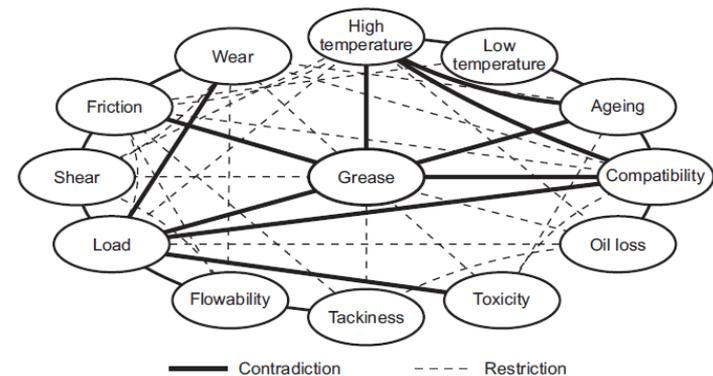 High
temperature
Low
temperature
Wear
Friction
Ageing
Shear
Grease
Compatibility
Load
Oil loss
Flowability
Tackiness
Toxicity
Contradiction
Restriction